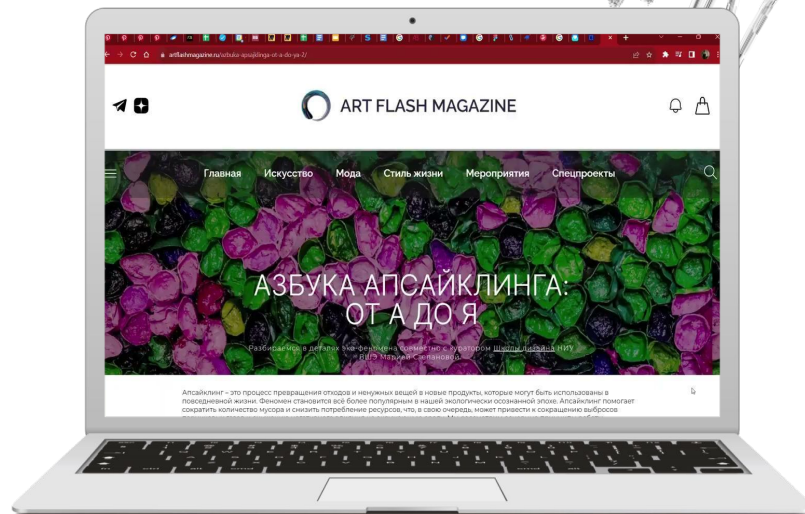 artflashmagazine.ru/azbuka-apsajklinga-ot-a-do-ya-2/
ART FLASH MAGAZINE
Главная Искусство Мода Стиль жизни Мероприятия Спецпроекты
АЗБУКА АПСАЙКЛИНГА:
ОТ А ДО Я
Разбираемся в деталях эко-феномена совместно с куратором Школы дизайна НИУ
ВШЭ Марией Степановой.
Апсайклинг – это процесс превращения отходов и ненужных вещей в новые продукты, которые могут быть использованы в
повседневной жизни. Феномен становится всё более популярным в нашей экологически осознанной эпохе. Апсайклинг помогает
сократить количество мусора и снизить потребление ресурсов, что, в свою очередь, может привести к сокращению выбросов